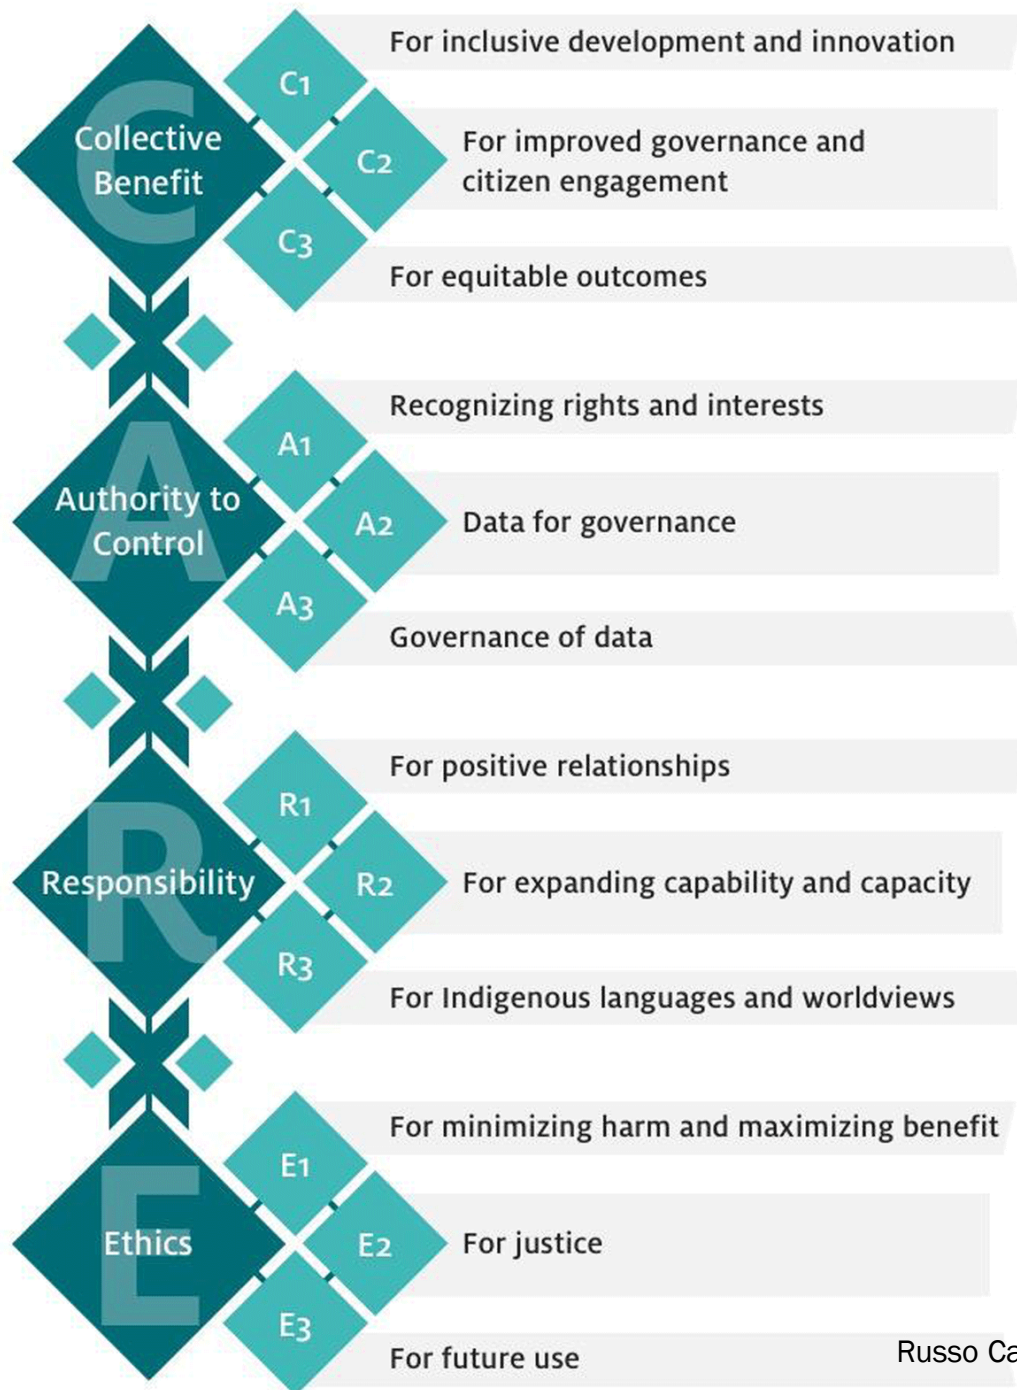 C
Collective
Benefit
C1
For inclusive development and innovation
C2
For improved governance and
citizen engagement
C3
For equitable outcomes
A
Authority to
Control
A1
Recognizing rights and interests
A2
Data for governance
A3
Governance of data
R
Responsibility
R1
For positive relationships
R2
For expanding capability and capacity
R3
For Indigenous languages and worldviews
E
Ethics
E1
For minimizing harm and maximizing benefit
E2
For justice
E3
For future use
Russo